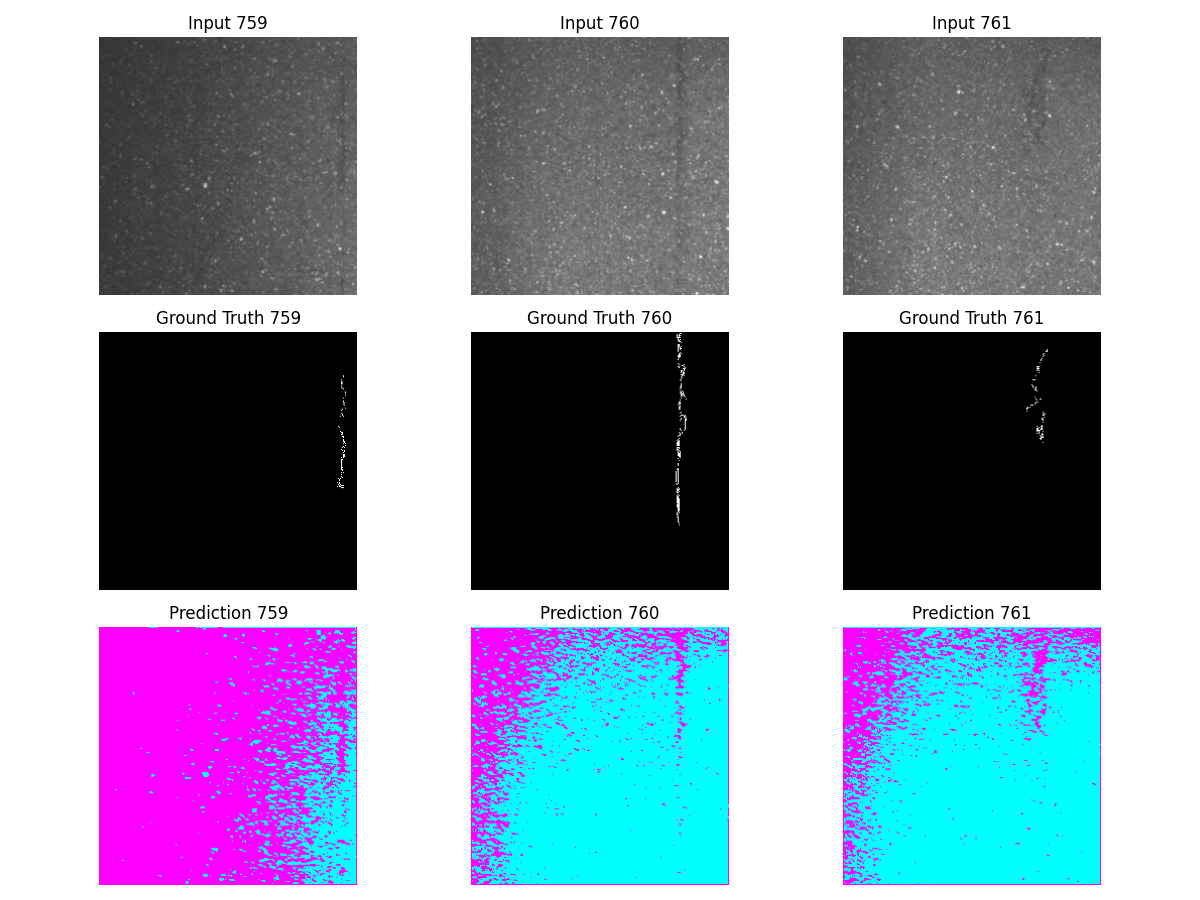 Input 759
Input 760
Input 761
Ground Truth 759
Ground Truth 760
Ground Truth 761
Prediction 759
Prediction 760
Prediction 761